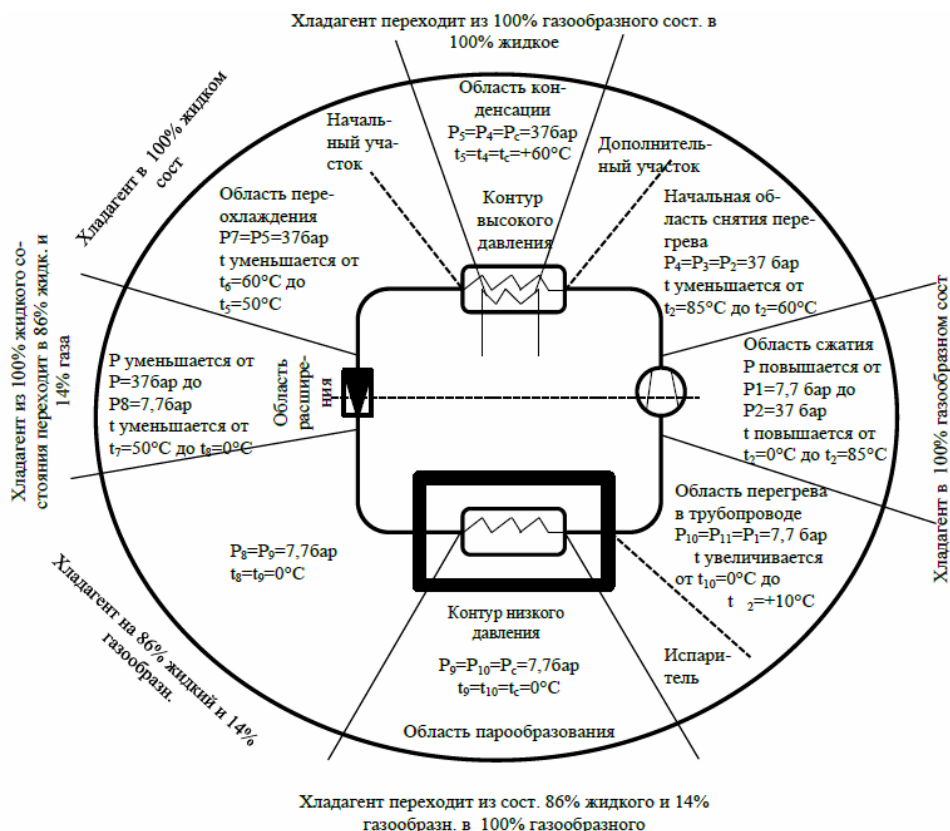 Хладагент переходит из 100% газообразного сост. в
100% жидкое
Область кон-
денсации
P₅=P₄=P_c=37бар
t₅=t₄=t_c=+60°C
Начальный
уча-
сток
Дополнитель-
ный участок
Хладагент в 100% жидком
сост
Область пере-
охлаждения
P7=P5=37бар
t уменьшается от
t₆=60°C до
t₅=50°C
Контур
высокого
давления
Начальная об-
ласть снятия пере-
грева
P₄=P₃=P₂=37 бар
t уменьшается от
t₂=85°C до t₂=60°C
Хладагент из 100% жидкого со-
стояния переходит в 86% жидк. и
14% газа
P уменьшается от
P=37бар до
P8=7,7бар
t уменьшается от
t₇=50°C до t₈=0°C
Область
расшире-
ния
Область сжатия
P повышается от
P1=7,7 бар до
P2=37 бар
t повышается от
t₂=0°C до t₂=85°C
Хладагент в 100% газообразном сост
Область перегрева
в трубопроводе
P₁₀=P₁₁=P₁=7,7 бар
t увеличивается
от t₁₀=0°C до
t ₂=+10°C
P₈=P₉=7,7бар
t₈=t₉=0°C
Хладагент на 86% жидкий и 14%
газообразн.
Контур низкого
давления
P₉=P₁₀=P_c=7,7бар
t₉=t₁₀=t_c=0°C
Испари-
тель
Область парообразования
Хладагент переходит из сост. 86% жидкого и 14%
газообразн. в 100% газообразного